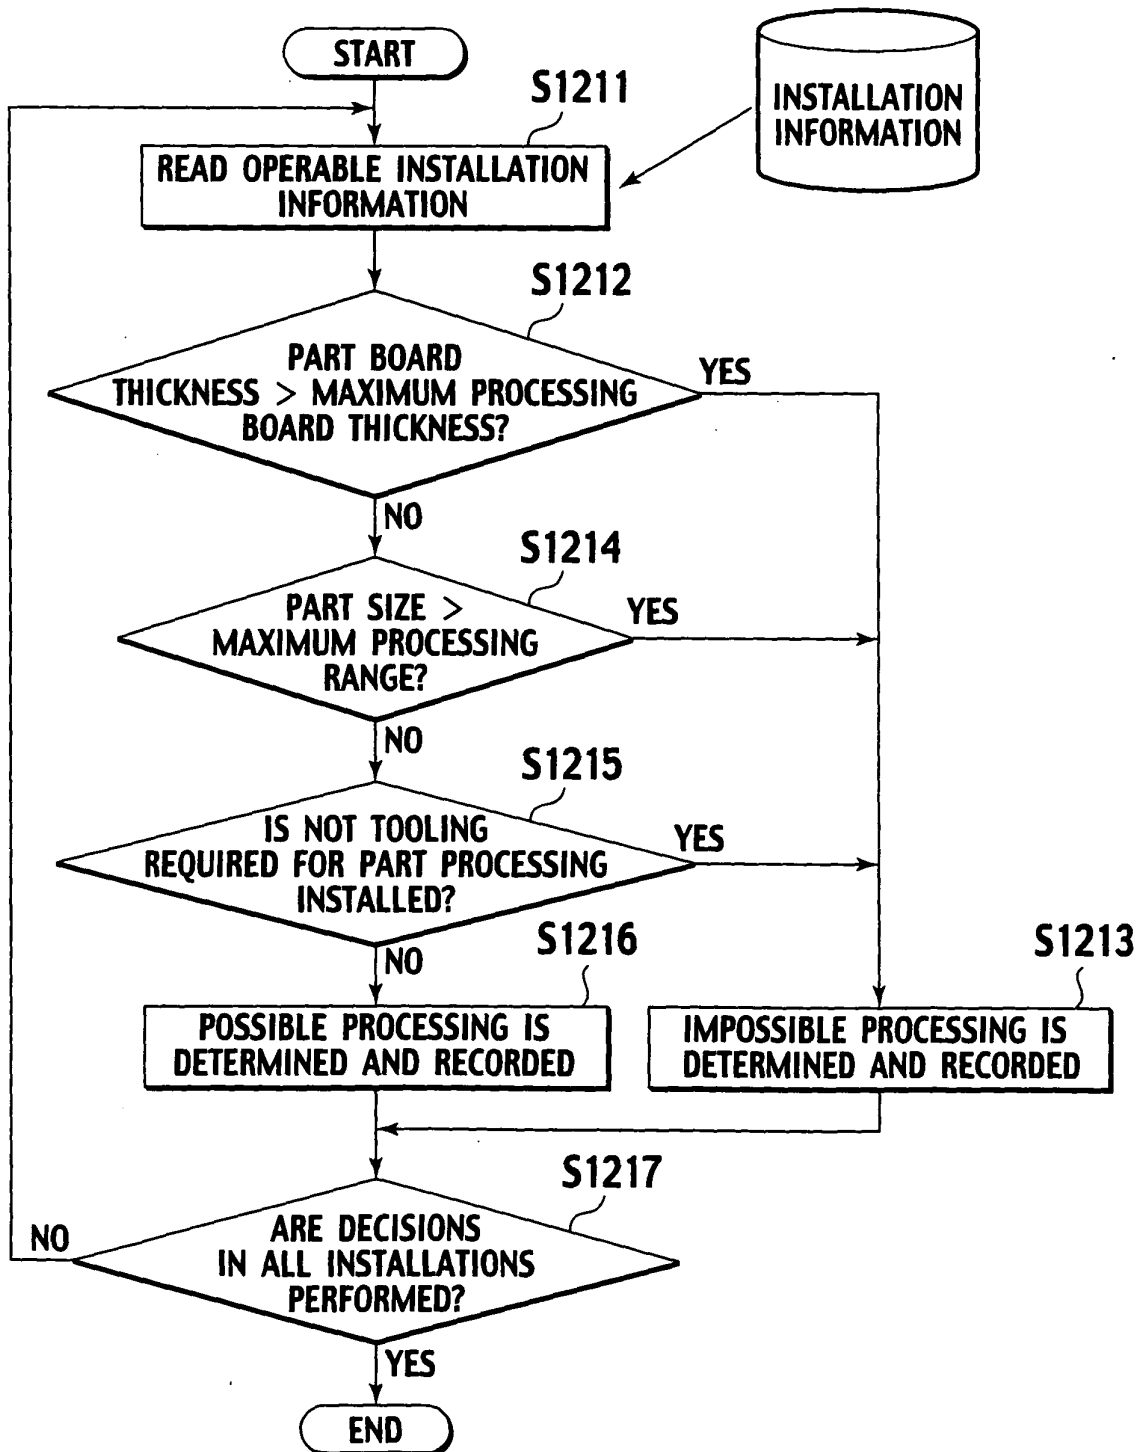 START
INSTALLATION
INFORMATION
S1211
READ OPERABLE INSTALLATION
INFORMATION
S1212
PART BOARD
THICKNESS > MAXIMUM PROCESSING
BOARD THICKNESS?
YES
NO
S1214
PART SIZE >
MAXIMUM PROCESSING
RANGE?
YES
NO
S1215
IS NOT TOOLING
REQUIRED FOR PART PROCESSING
INSTALLED?
YES
NO
S1216
POSSIBLE PROCESSING IS
DETERMINED AND RECORDED
S1213
IMPOSSIBLE PROCESSING IS
DETERMINED AND RECORDED
S1217
ARE DECISIONS
IN ALL INSTALLATIONS
PERFORMED?
NO
YES
END